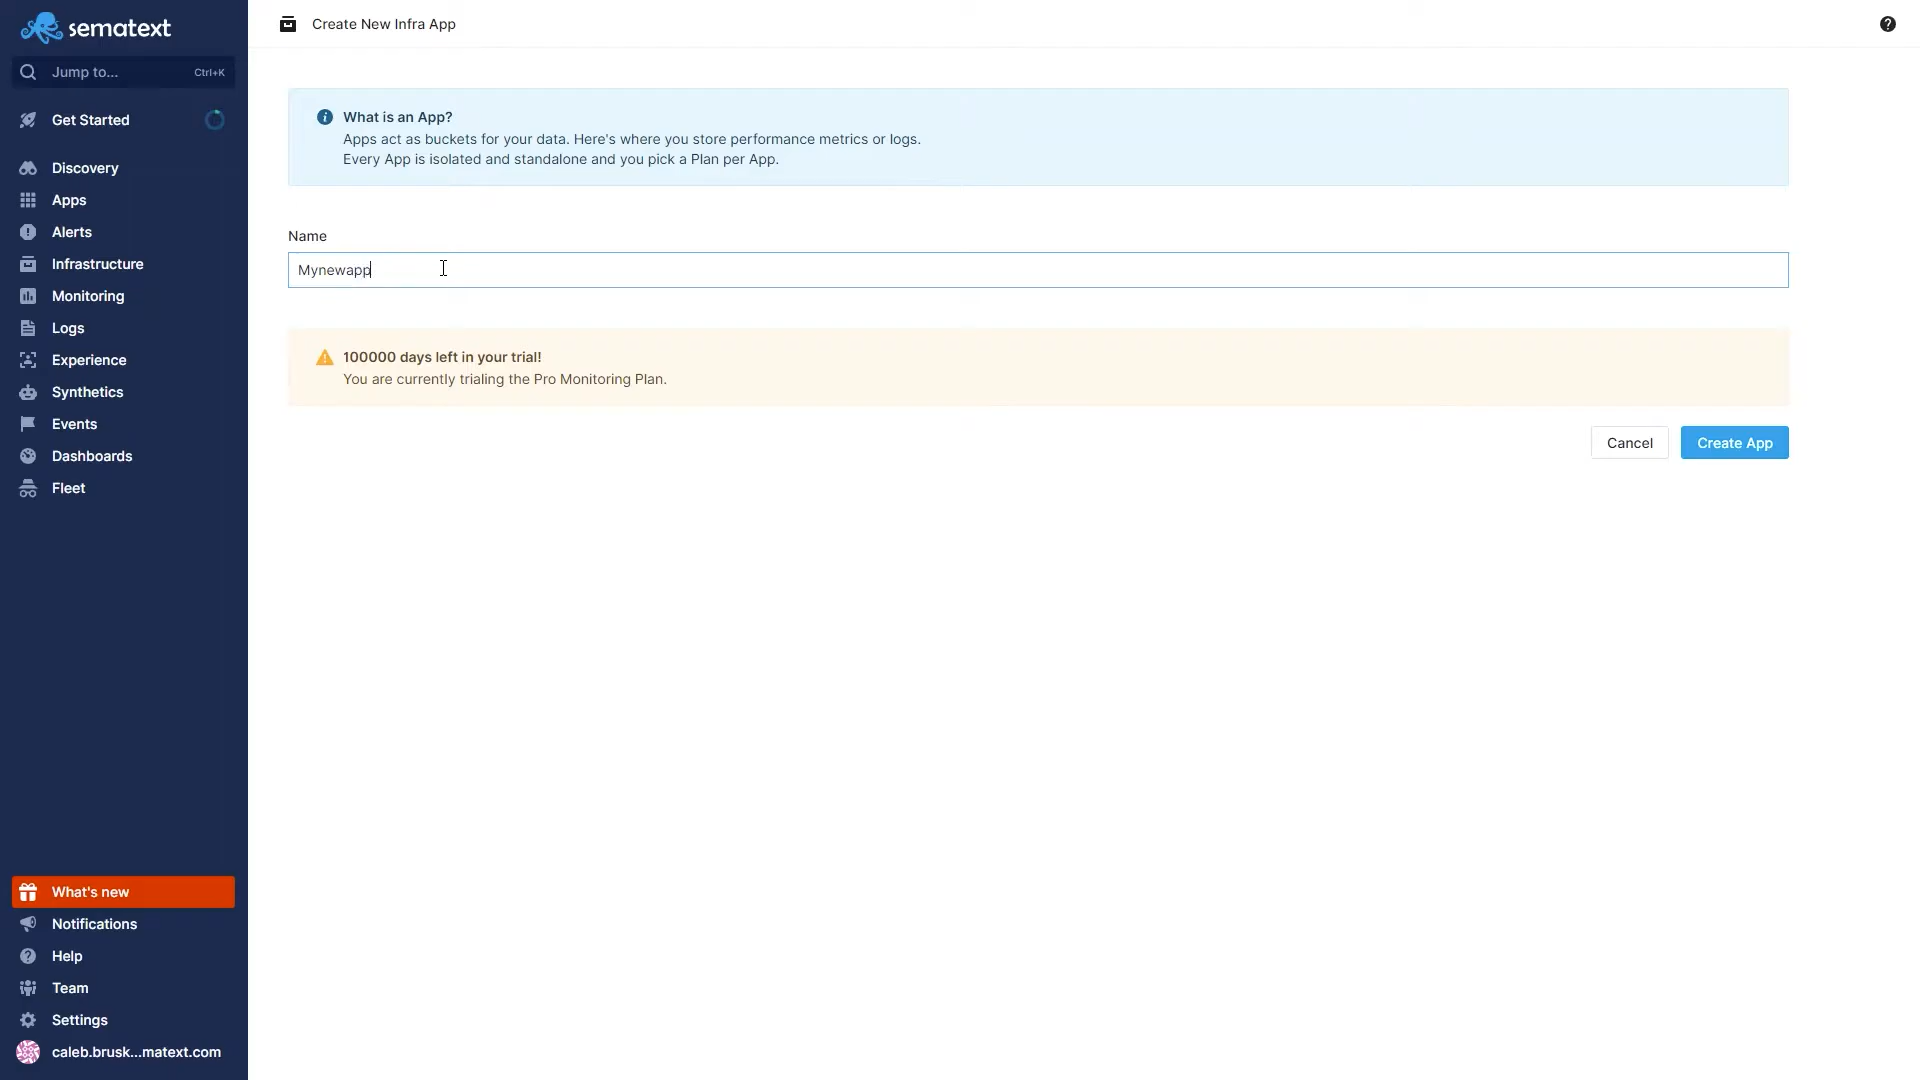 sematext
Jump to...
Ctrl+K
Get Started
Discovery
Apps
Alerts
Infrastructure
Monitoring
Logs
Experience
Synthetics
Events
Dashboards
Fleet
What's new
Notifications
Help
Team
Settings
caleb.brusk...matext.com
Create New Infra App
What is an App?
Apps act as buckets for your data. Here's where you store performance metrics or logs.
Every App is isolated and standalone and you pick a Plan per App.
Name
Mynewapp
100000 days left in your trial!
You are currently trialing the Pro Monitoring Plan.
Cancel
Create App